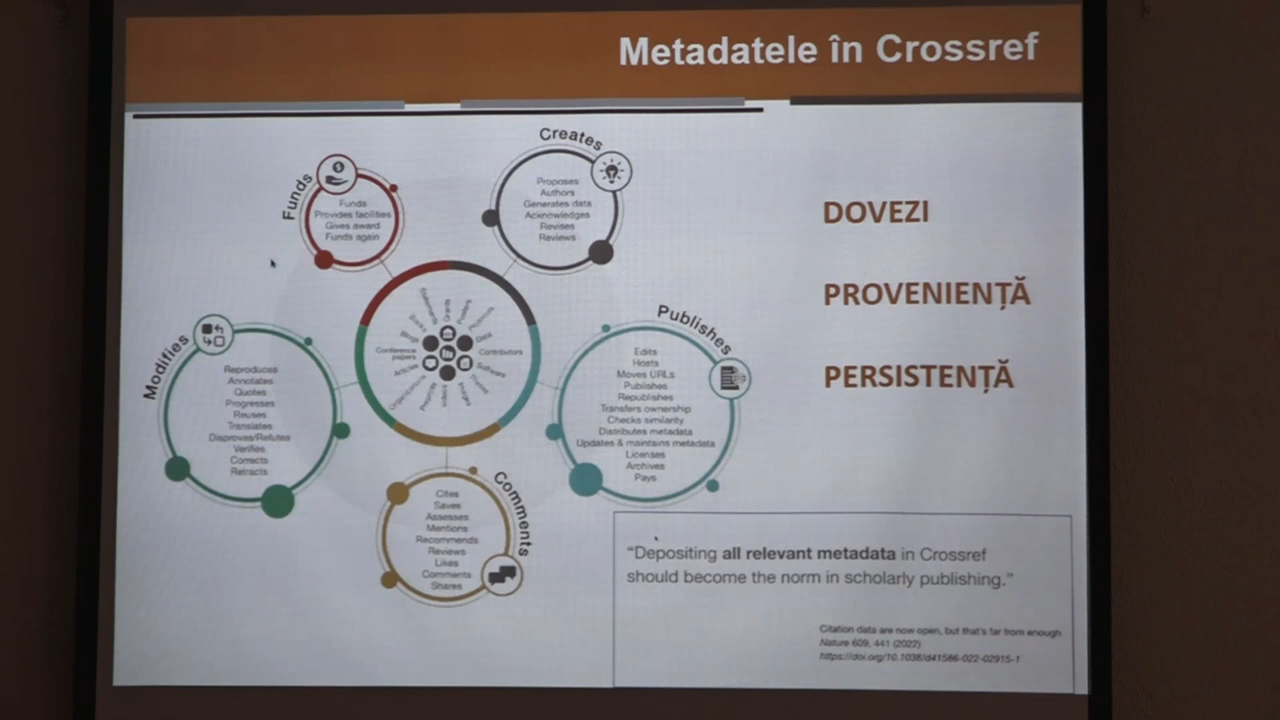 Metadatele în Crossref
Funds
Funds
Provides facilities
Gives award
Funds again
Creates
Proposes
Authors
Generates data
Acknowledges
Revises
Reviews
Modifies
Reproduces
Annotates
Quotes
Progresses
Reuses
Translates
Disproves/Refutes
Verifies
Corrects
Retracts
Grants
Data
Contributors
Software
Conference
papers
Articles
Blogs
Publishes
Edits
Hosts
Moves URLs
Publishes
Republishes
Transfers ownership
Checks similarity
Distributes metadata
Updates & maintains metadata
Licenses
Archives
Pays
Comments
Cites
Saves
Assesses
Mentions
Recommends
Reviews
Likes
Comments
Shares
DOVEZI
PROVENIENȚĂ
PERSISTENȚĂ
“Depositing all relevant metadata in Crossref
should become the norm in scholarly publishing.”
Citation data are now open, but that's far from enough
Nature 609, 441 (2022)
https://doi.org/10.1038/d41586-022-02915-1